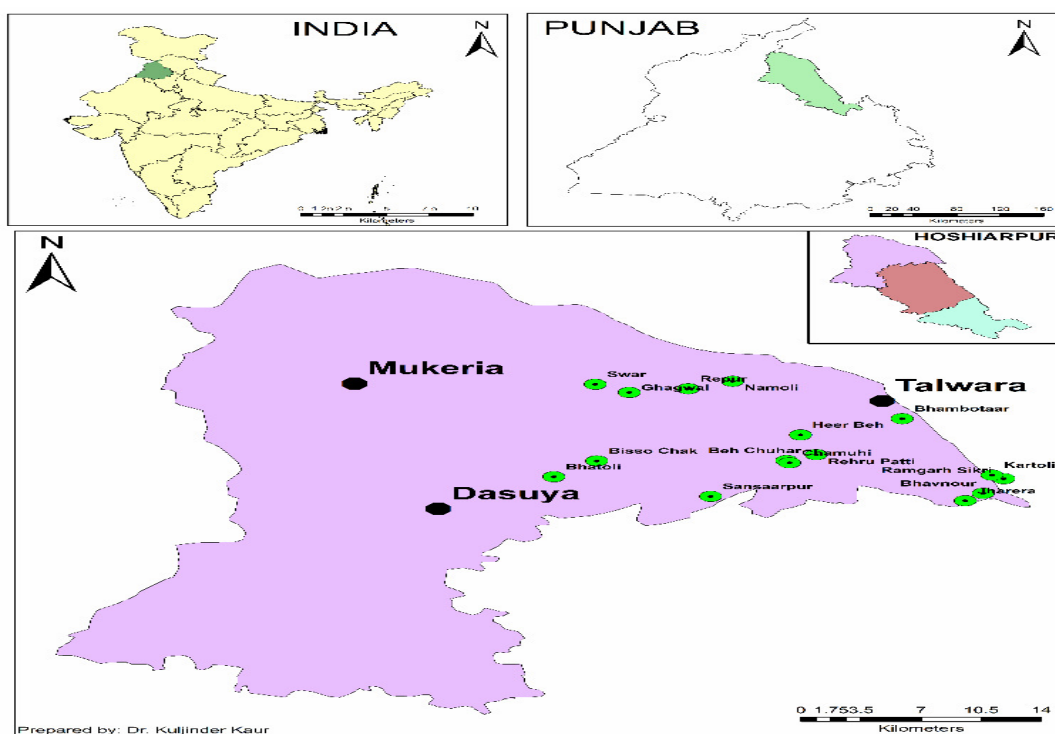 INDIA
N
Kilometers
PUNJAB
N
0 20 40 80 120 160
Kilometers
N
HOSHIARPUR
Mukeria
Swar
Ghagwal
Repur
Namoli
Talwara
Bhambotaar
Heer Beh
Bisso Chak
Beh Chuhar
Chamuhi
Rehru Patti
Bhatoli
Ramgarh Sikri
Kartoli
Bhavnour
Jharera
Dasuya
Sansaarpur
0 1.753.5 7 10.5 14
Kilometers
Prepared by: Dr. Kuljinder Kaur